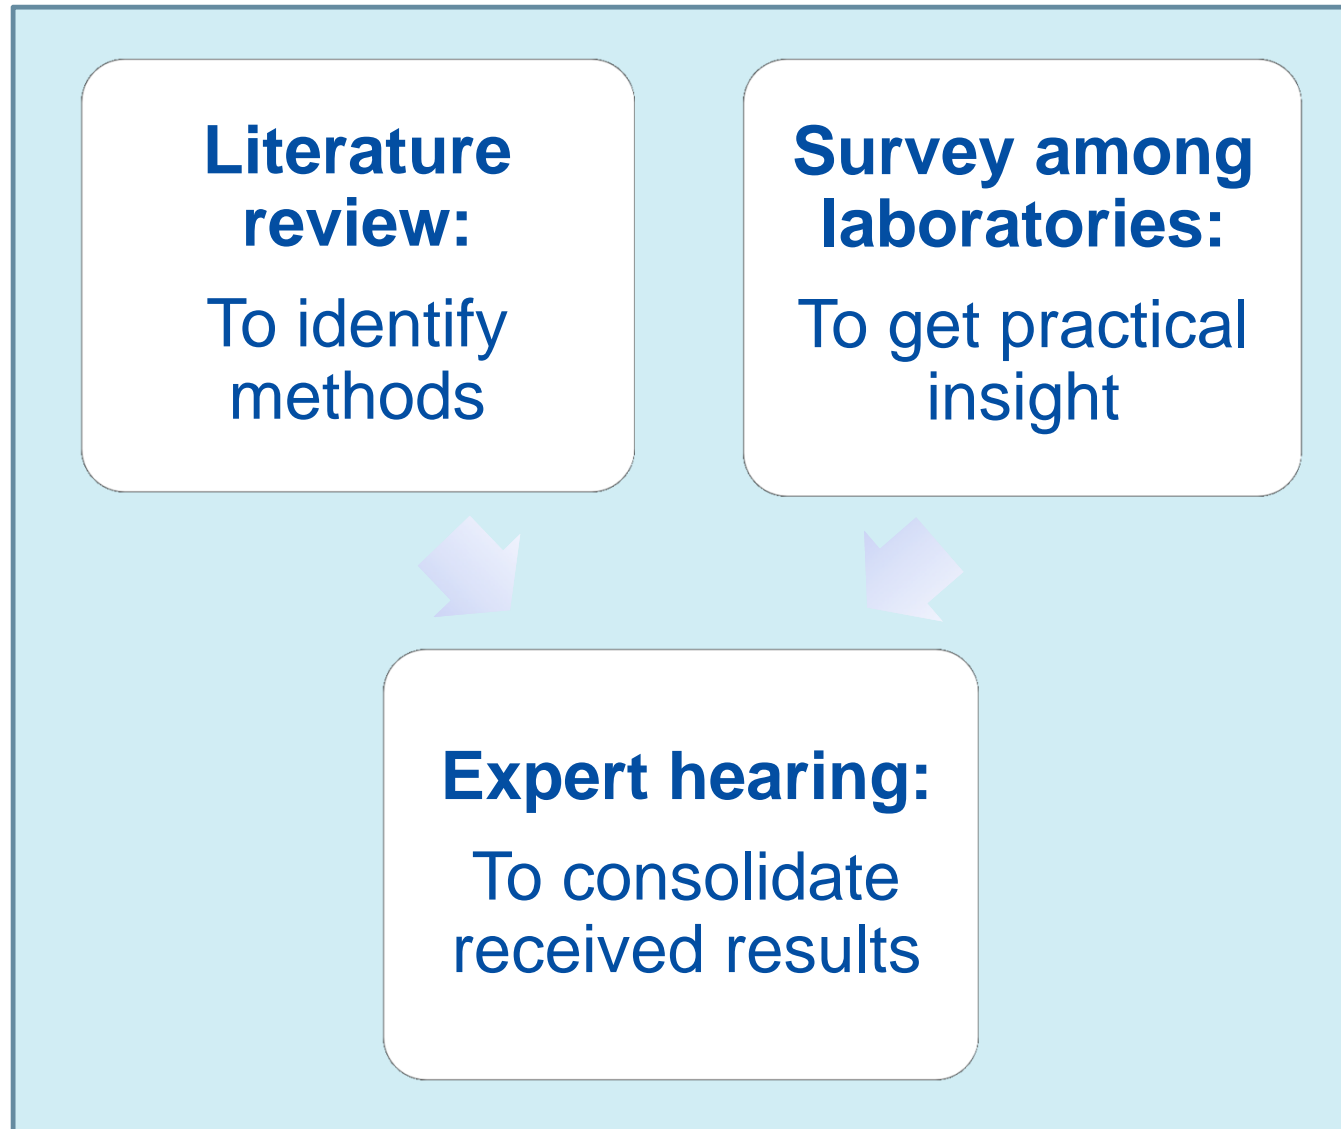 Literature
review:
To identify
methods
Survey among
laboratories:
To get practical
insight
Expert hearing:
To consolidate
received results